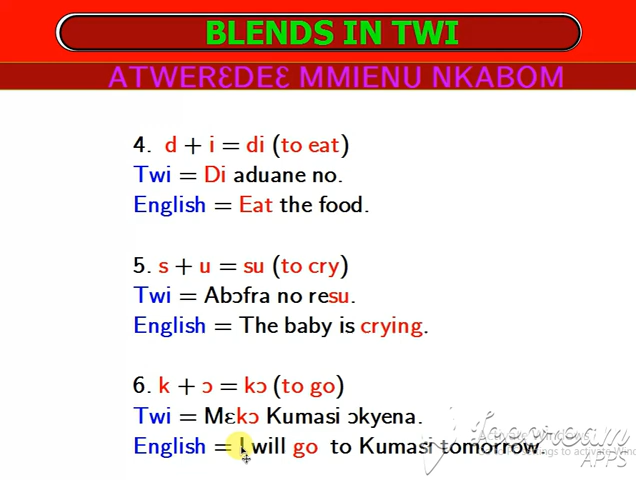 BLENDS IN TWI
ATWERƐDEƐ MMIENU NKABOM
4. d + i = di (to eat)
Twi = Di aduane no.
English = Eat the food.
5. s + u = su (to cry)
Twi = Abɔfra no resu.
English = The baby is crying.
6. k + ɔ = kɔ (to go)
Twi = Mɛkɔ Kumasi ɔkyena.
English = I will go to Kumasi tomorrow.
APPS